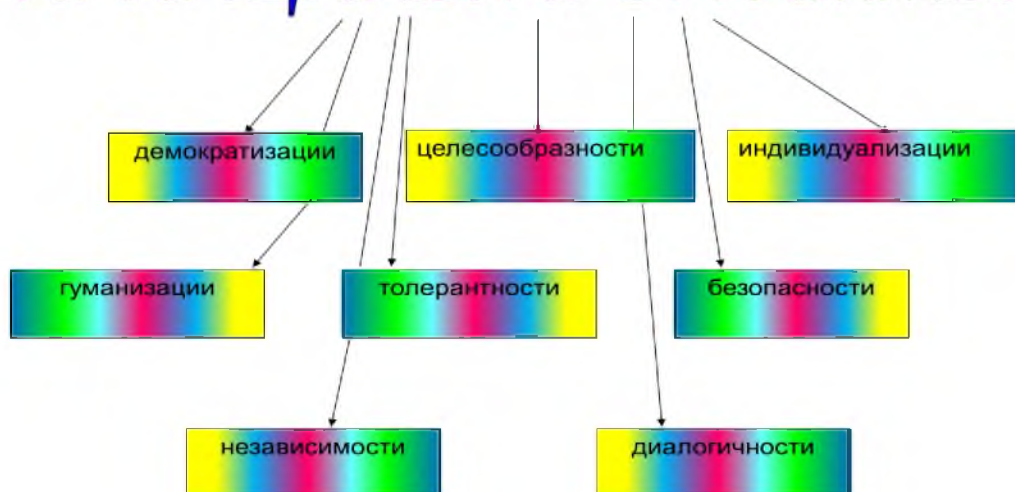 демократизации
целесообразности
индивидуализации
гуманизации
толерантности
безопасности
независимости
диалогичности